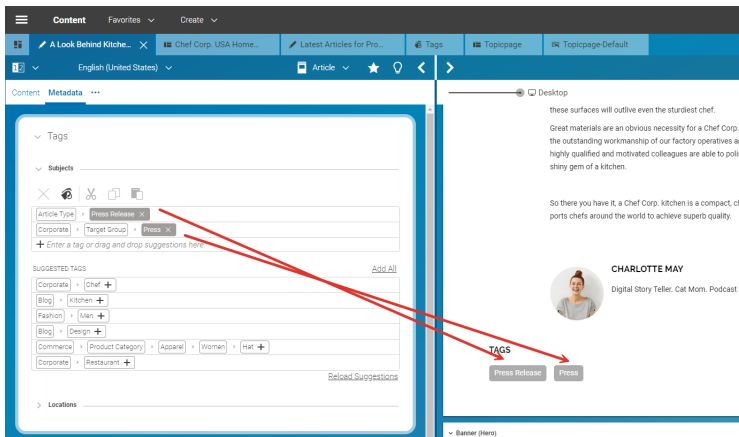 Content Favorites Create
A Look Behind Kitche... Chef Corp. USA Home... Latest Articles for Pro... Tags Topicpage Topicpage-Default
English (United States) Article
Content Metadata ...
Desktop
Tags
Subjects
Article Type Press Release
Corporate Target Group Press
Enter a tag or drag and drop suggestions here.
SUGGESTED TAGS Add All
Corporate Chef
Blog Kitchen
Fashion Men
Blog Design
Commerce Product Category Apparel Women Hat
Corporate Restaurant
Reload Suggestions
Locations
these surfaces will outlive even the sturdiest chef.
Great materials are an obvious necessity for a Chef Corp.
the outstanding workmanship of our factory operatives a
highly qualified and motivated colleagues are able to poli
shiny gem of a kitchen.
So there you have it, a Chef Corp. kitchen is a compact, c
ports chefs around the world to achieve superb quality.
CHARLOTTE MAY
Digital Story Teller. Cat Mom. Podcast
TAGS
Press Release Press
Banner (Hero)